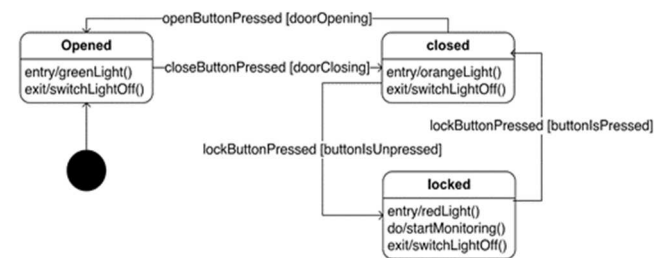 openButtonPressed [doorOpening]
Opened
entry/greenLight()
exit/switchLightOff()
closeButtonPressed [doorClosing]
closed
entry/orangeLight()
exit/switchLightOff()
lockButtonPressed [buttonIsPressed]
lockButtonPressed [buttonIsUnpressed]
locked
entry/redLight()
do/startMonitoring()
exit/switchLightOff()